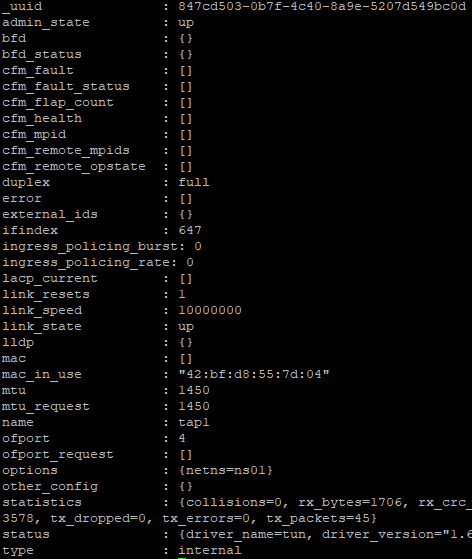 _uuid : 847cd503-0b7f-4c40-8a9e-5207d549bc0d
admin_state : up
bfd : {}
bfd_status : {}
cfm_fault : []
cfm_fault_status : []
cfm_flap_count : []
cfm_health : []
cfm_mpid : []
cfm_remote_mpids : []
cfm_remote_opstate : []
duplex : full
error : []
external_ids : {}
ifindex : 647
ingress_policing_burst: 0
ingress_policing_rate: 0
lacp_current : []
link_resets : 1
link_speed : 10000000
link_state : up
lldp : {}
mac : []
mac_in_use : "42:bf:d8:55:7d:04"
mtu : 1450
mtu_request : 1450
name : tap1
ofport : 4
ofport_request : []
options : {netns=ns01}
other_config : {}
statistics : {collisions=0, rx_bytes=1706, rx_crc_
3578, tx_dropped=0, tx_errors=0, tx_packets=45}
status : {driver_name=tun, driver_version="1.6
type : internal